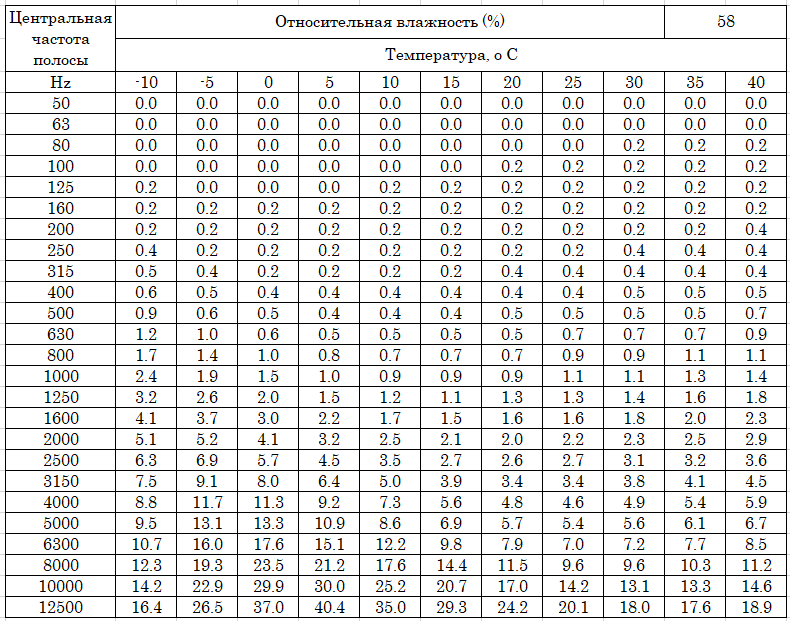 Центральная частота полосы Относительная влажность (%) 58
Температура, о С
Hz -10 -5 0 5 10 15 20 25 30 35 40
50 0.0 0.0 0.0 0.0 0.0 0.0 0.0 0.0 0.0 0.0 0.0
63 0.0 0.0 0.0 0.0 0.0 0.0 0.0 0.0 0.0 0.0 0.0
80 0.0 0.0 0.0 0.0 0.0 0.0 0.0 0.0 0.2 0.2 0.2
100 0.0 0.0 0.0 0.0 0.0 0.0 0.2 0.2 0.2 0.2 0.2
125 0.2 0.0 0.0 0.0 0.2 0.2 0.2 0.2 0.2 0.2 0.2
160 0.2 0.2 0.2 0.2 0.2 0.2 0.2 0.2 0.2 0.2 0.2
200 0.2 0.2 0.2 0.2 0.2 0.2 0.2 0.2 0.2 0.2 0.4
250 0.4 0.2 0.2 0.2 0.2 0.2 0.2 0.2 0.4 0.4 0.4
315 0.5 0.4 0.2 0.2 0.2 0.2 0.4 0.4 0.4 0.4 0.4
400 0.6 0.5 0.4 0.4 0.4 0.4 0.4 0.4 0.5 0.5 0.5
500 0.9 0.6 0.5 0.4 0.4 0.4 0.5 0.5 0.5 0.5 0.7
630 1.2 1.0 0.6 0.5 0.5 0.5 0.5 0.7 0.7 0.7 0.9
800 1.7 1.4 1.0 0.8 0.7 0.7 0.7 0.9 0.9 1.1 1.1
1000 2.4 1.9 1.5 1.0 0.9 0.9 0.9 1.1 1.1 1.3 1.4
1250 3.2 2.6 2.0 1.5 1.2 1.1 1.3 1.3 1.4 1.6 1.8
1600 4.1 3.7 3.0 2.2 1.7 1.5 1.6 1.6 1.8 2.0 2.3
2000 5.1 5.2 4.1 3.2 2.5 2.1 2.0 2.2 2.3 2.5 2.9
2500 6.3 6.9 5.7 4.5 3.5 2.7 2.6 2.7 3.1 3.2 3.6
3150 7.5 9.1 8.0 6.4 5.0 3.9 3.4 3.4 3.8 4.1 4.5
4000 8.8 11.7 11.3 9.2 7.3 5.6 4.8 4.6 4.9 5.4 5.9
5000 9.5 13.1 13.3 10.9 8.6 6.9 5.7 5.4 5.6 6.1 6.7
6300 10.7 16.0 17.6 15.1 12.2 9.8 7.9 7.0 7.2 7.7 8.5
8000 12.3 19.3 23.5 21.2 17.6 14.4 11.5 9.6 9.6 10.3 11.2
10000 14.2 22.9 29.9 30.0 25.2 20.7 17.0 14.2 13.1 13.3 14.6
12500 16.4 26.5 37.0 40.4 35.0 29.3 24.2 20.1 18.0 17.6 18.9